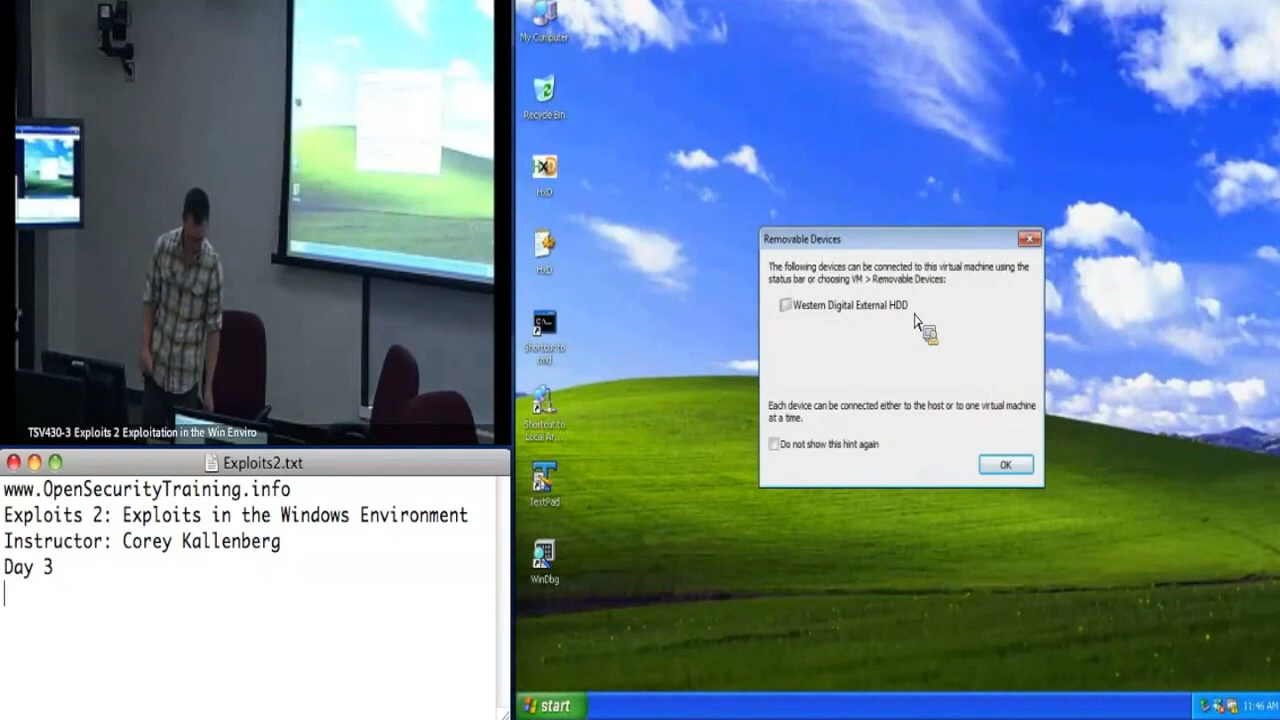 My Computer
Recycle Bin
HxD
HxD
Shortcut to
cmd
Shortcut to
Local Ar...
TextPad
WinDbg
Removable Devices
The following devices can be connected to this virtual machine using the
status bar or choosing VM > Removable Devices:
Western Digital External HDD
Each device can be connected either to the host or to one virtual machine
at a time.
Do not show this hint again
OK
TSV430-3 Exploits 2 Exploitation in the Win Enviro
Exploits2.txt
www.OpenSecurityTraining.info
Exploits 2: Exploits in the Windows Environment
Instructor: Corey Kallenberg
Day 3
start
11:46 AM